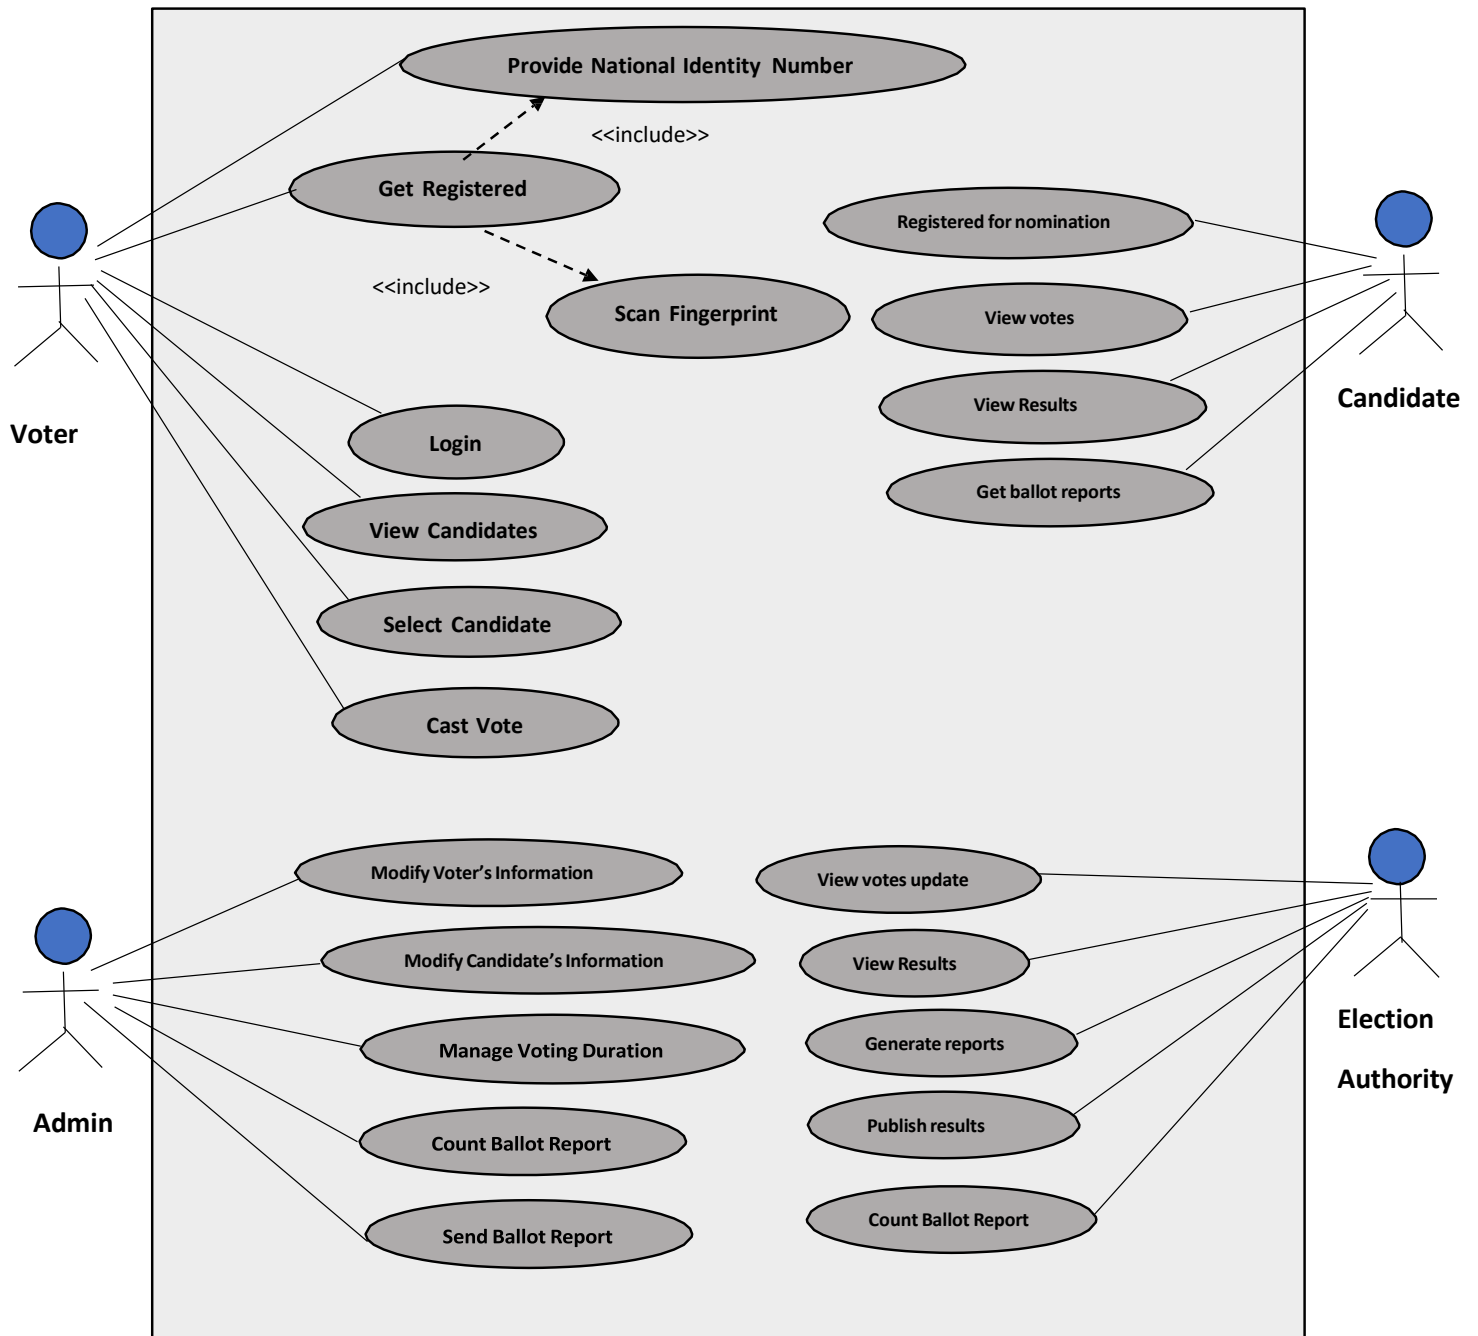 Provide National Identity Number
<<include>>
Get Registered
Registered for nomination
<<include>>
Scan Fingerprint
View votes
Candidate
View Results
Voter
Login
Get ballot reports
View Candidates
Select Candidate
Cast Vote
Modify Voter's Information
View votes update
Modify Candidate's Information
View Results
Election
Authority
Manage Voting Duration
Generate reports
Admin
Count Ballot Report
Publish results
Send Ballot Report
Count Ballot Report